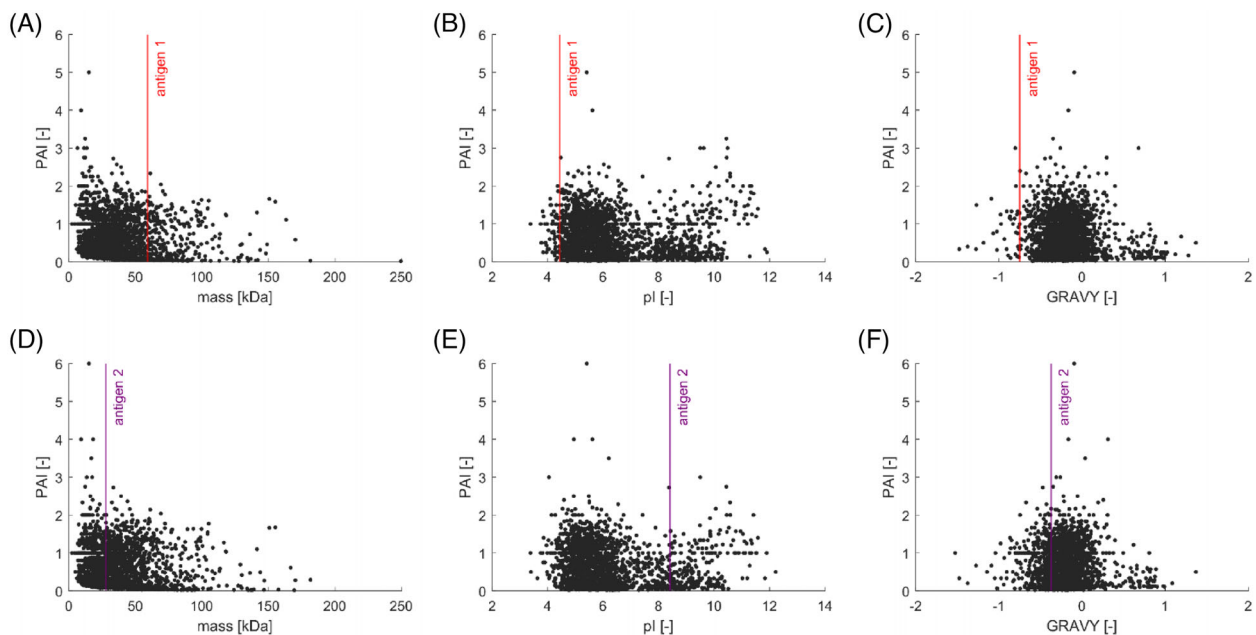 (A)
6
5
4
3
2
1
0
PAI [-]
0 50 100 150 200 250
mass [kDa]
antigen 1
(B)
6
5
4
3
2
1
0
PAI [-]
2 4 6 8 10 12 14
pI [-]
antigen 1
(C)
6
5
4
3
2
1
0
PAI [-]
-2 -1 0 1 2
GRAVY [-]
antigen 1
(D)
6
5
4
3
2
1
0
PAI [-]
0 50 100 150 200 250
mass [kDa]
antigen 2
(E)
6
5
4
3
2
1
0
PAI [-]
2 4 6 8 10 12 14
pI [-]
antigen 2
(F)
6
5
4
3
2
1
0
PAI [-]
-2 -1 0 1 2
GRAVY [-]
antigen 2